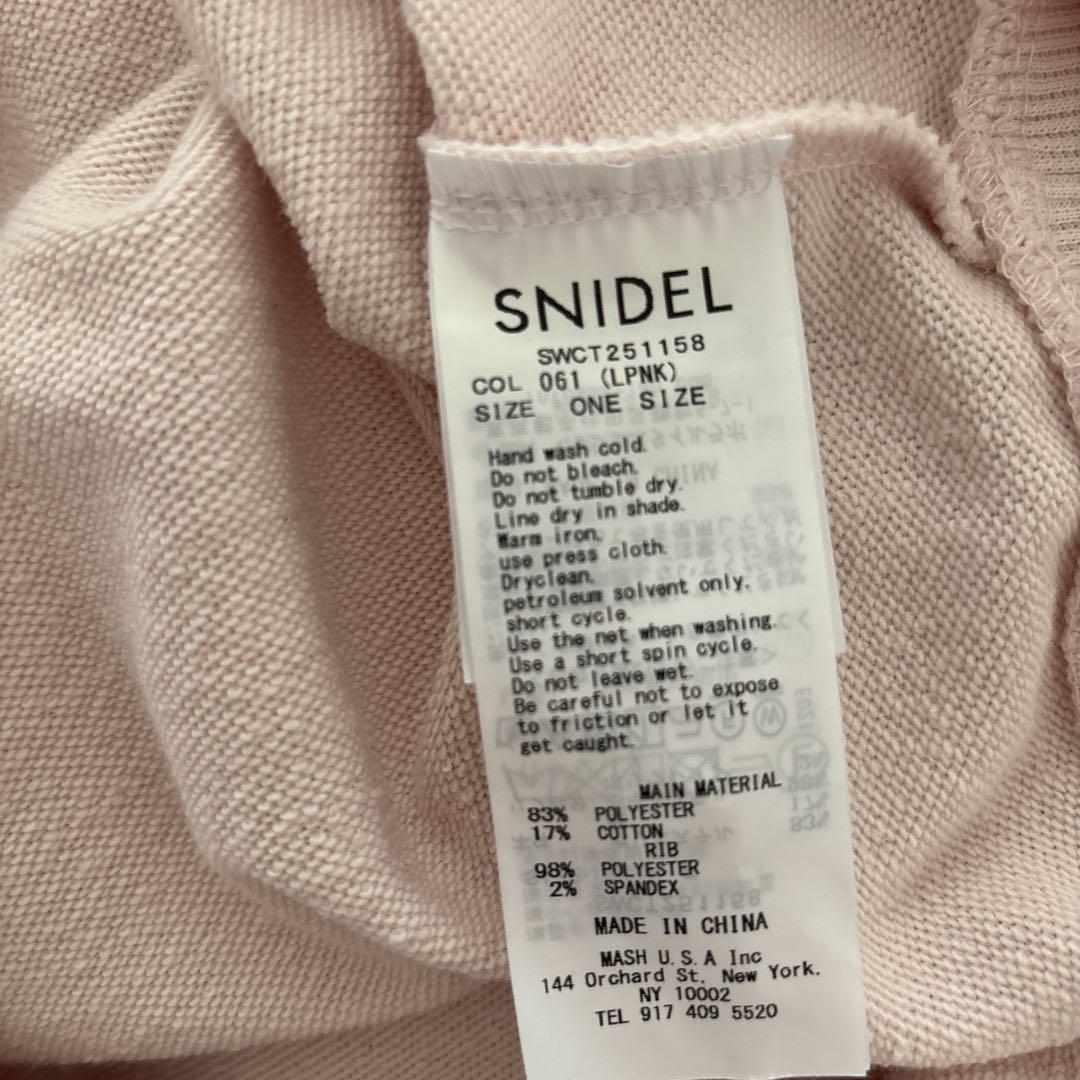 SNIDEL
SWCT251158
COL 061 (LPNK)
SIZE ONE SIZE
Hand wash cold.
Do not bleach.
Do not tumble dry.
Line dry in shade.
Warm iron.
use press cloth.
Dryclean.
petroleum solvent only.
short cycle.
Use the net when washing.
Use a short spin cycle.
Do not leave wet.
Be careful not to expose
to friction or let it
get caught.
MAIN MATERIAL
83% POLYESTER
17% COTTON
RIB
98% POLYESTER
2% SPANDEX
MADE IN CHINA
MASH U.S.A Inc
144 Orchard St. New York.
NY 10002
TEL 917 409 5520